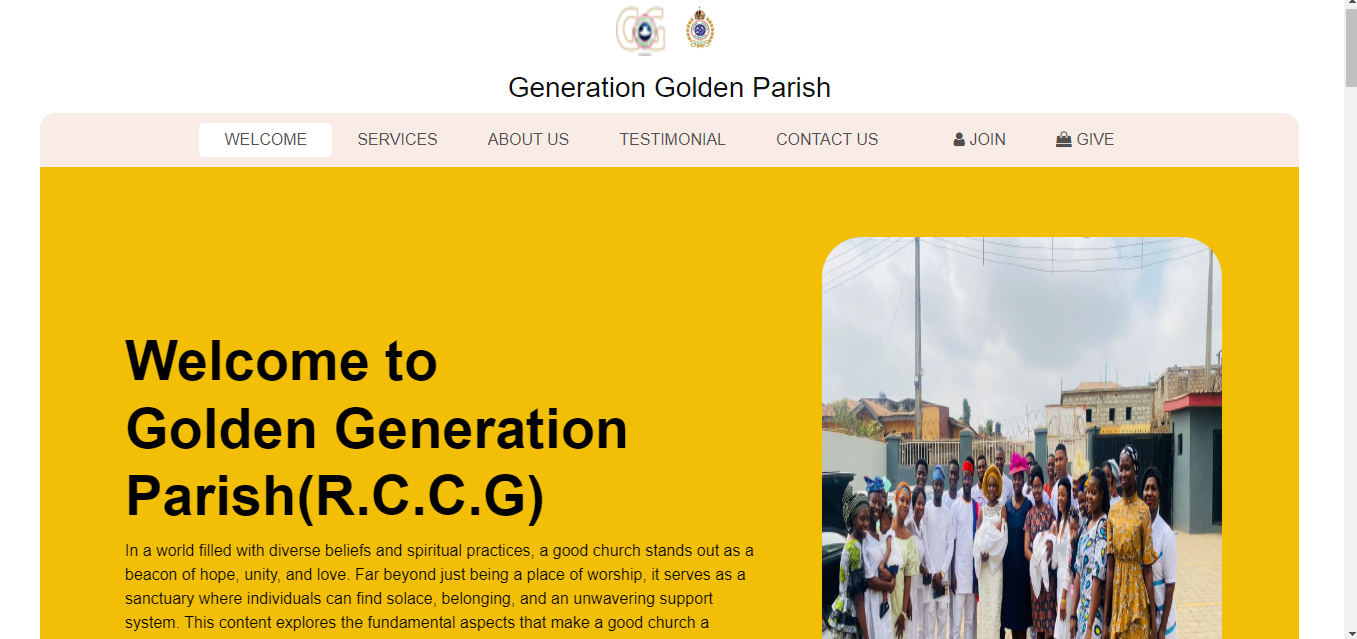 GG
Generation Golden Parish
WELCOME SERVICES ABOUT US TESTIMONIAL CONTACT US JOIN GIVE
Welcome to
Golden Generation
Parish(R.C.C.G)
In a world filled with diverse beliefs and spiritual practices, a good church stands out as a
beacon of hope, unity, and love. Far beyond just being a place of worship, it serves as a
sanctuary where individuals can find solace, belonging, and an unwavering support
system. This content explores the fundamental aspects that make a good church a